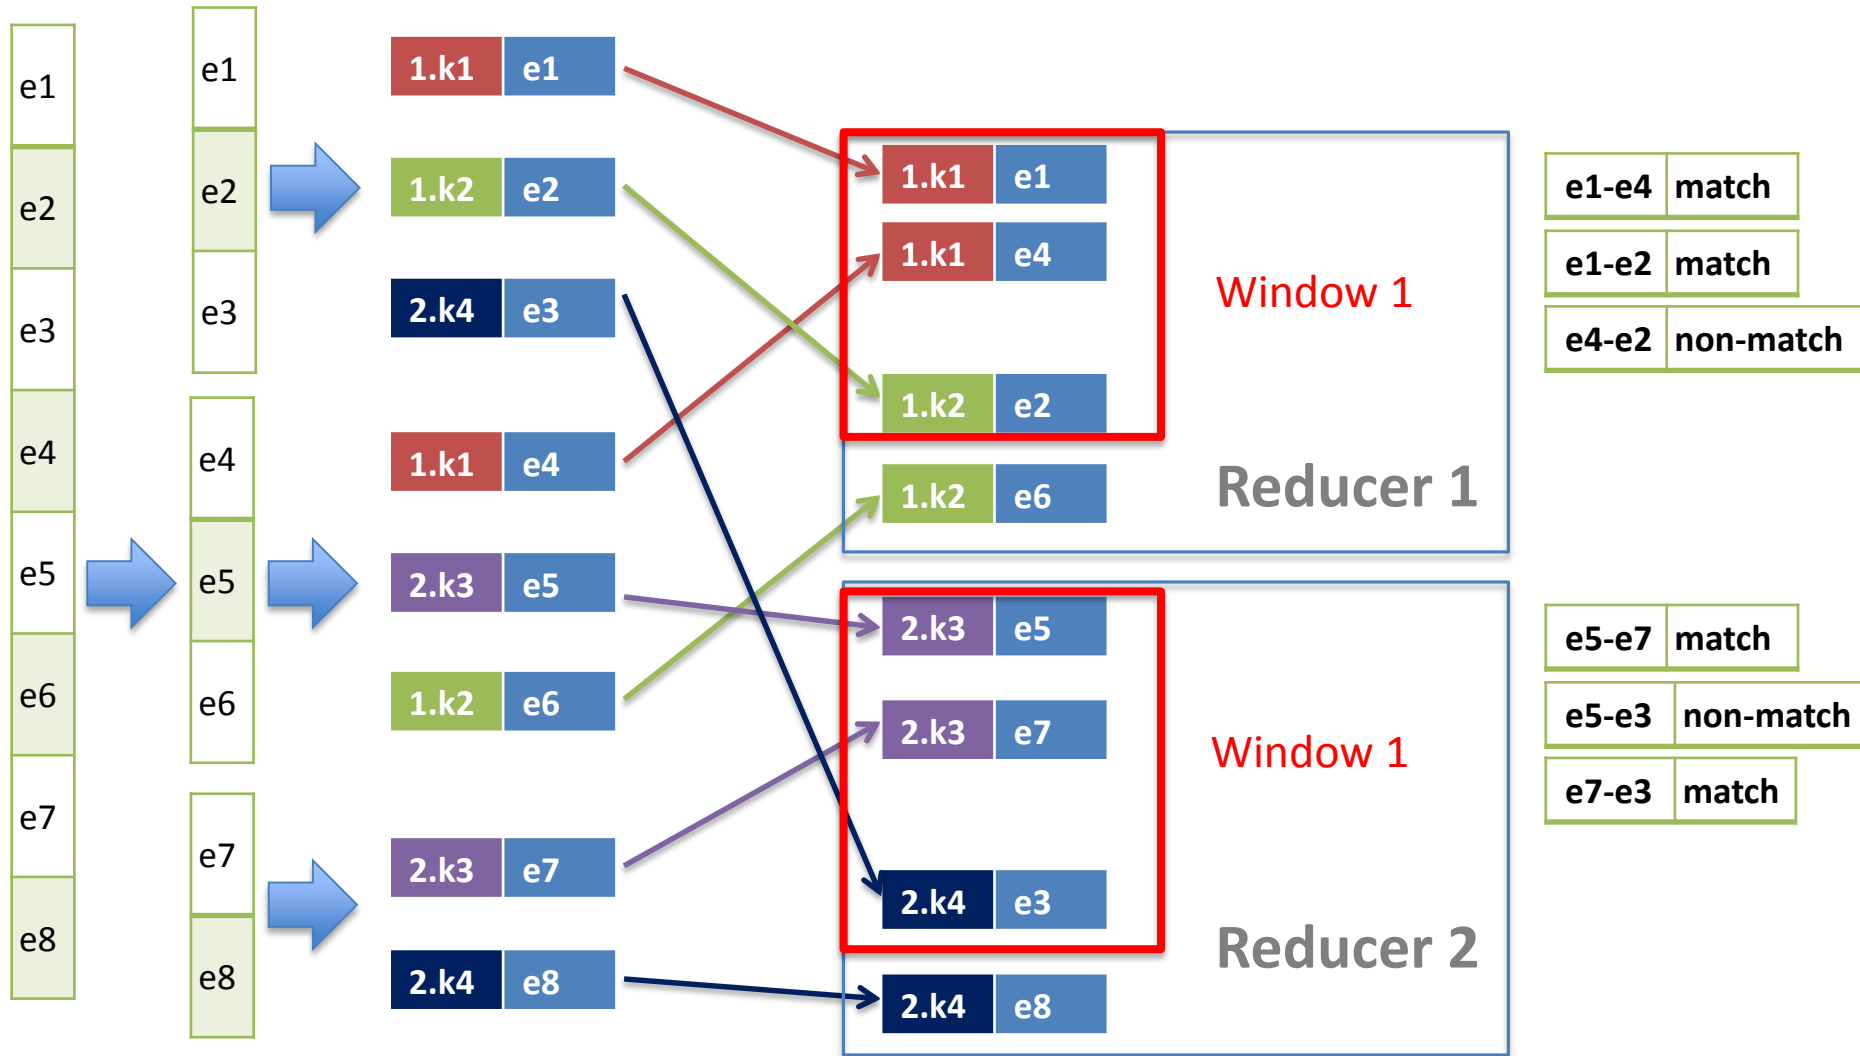 e1
e2
e3
e4
e5
e6
e7
e8
e1
e2
e3
e4
e5
e6
e7
e8
1.k1 e1
1.k2 e2
2.k4 e3
1.k1 e4
2.k3 e5
1.k2 e6
2.k3 e7
2.k4 e8
1.k1 e1
1.k1 e4
Window 1
1.k2 e2
1.k2 e6
Reducer 1
2.k3 e5
2.k3 e7
Window 1
2.k4 e3
Reducer 2
2.k4 e8
e1-e4 match
e1-e2 match
e4-e2 non-match
e5-e7 match
e5-e3 non-match
e7-e3 match